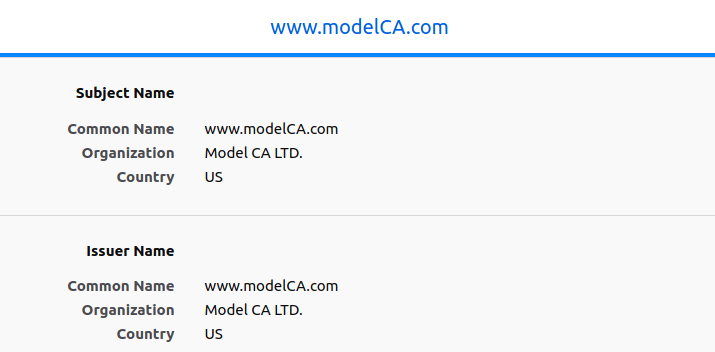 www.modelCA.com
Subject Name
Common Name www.modelCA.com
Organization Model CA LTD.
Country US
Issuer Name
Common Name www.modelCA.com
Organization Model CA LTD.
Country US